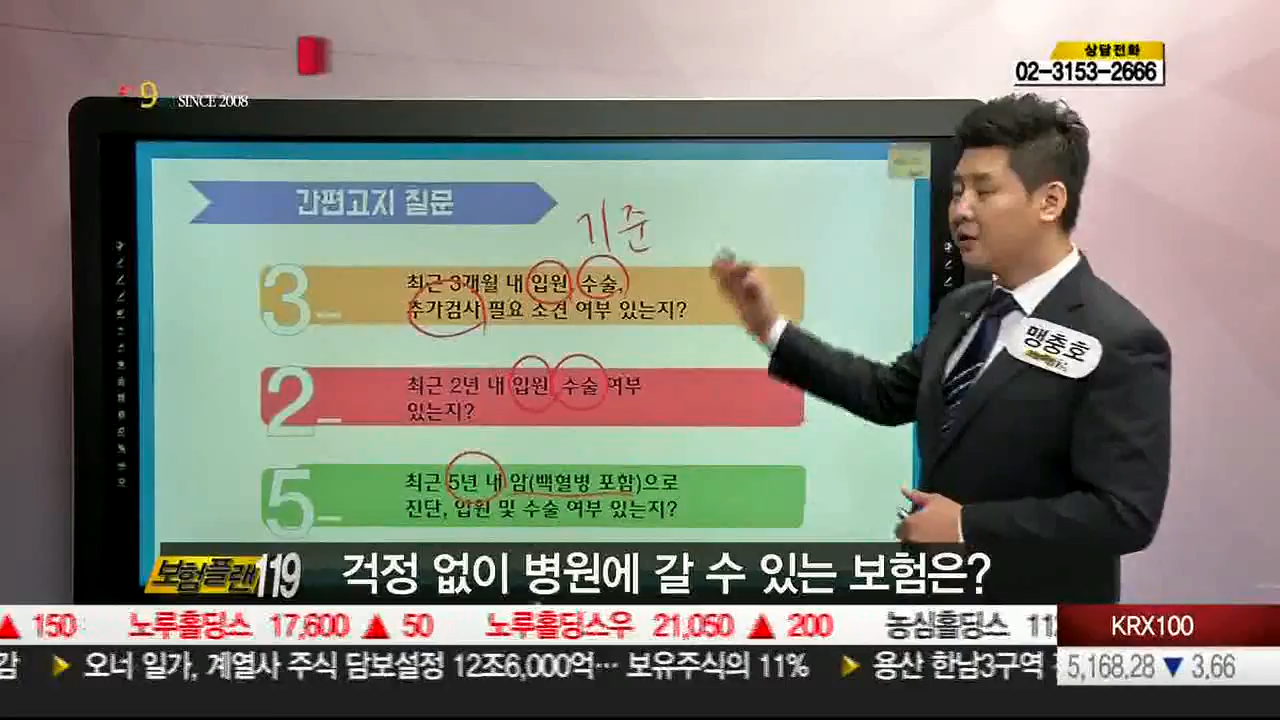 상담전화
02-3153-2666
9
SINCE 2008
간편고지 질문
기준
3
최근 3개월 내 입원, 수술,
추가검사 필요 소견 여부 있는지?
2
최근 2년 내 입원, 수술 여부
있는지?
5
최근 5년 내 암(백혈병 포함)으로
진단, 입원 및 수술 여부 있는지?
맹충호
보험플랜119
걱정 없이 병원에 갈 수 있는 보험은?
▲ 150 노루홀딩스 17,600 ▲ 50 노루홀딩스우 21,050 ▲ 200 농심홀딩스
KRX100
감 오너 일가, 계열사 주식 담보설정 12조6,000억… 보유주식의 11% 용산 한남3구역
5,168.28 ▼ 3.66